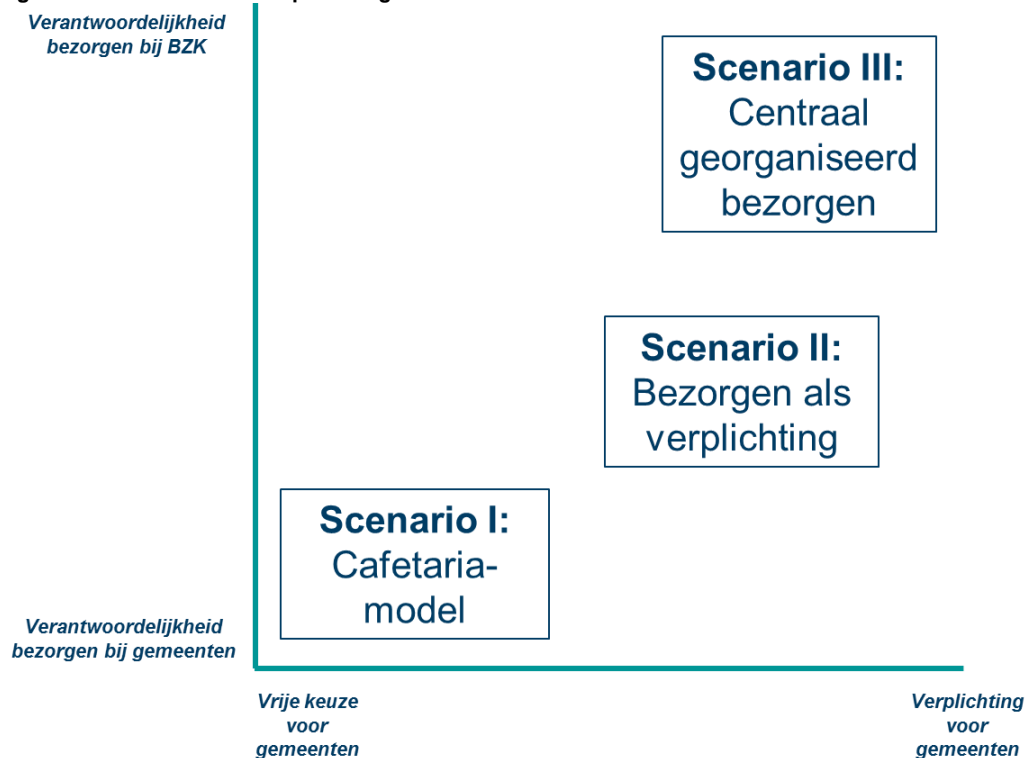 Verantwoordelijkheid
bezorgen bij BZK
Scenario III:
Centraal
georganiseerd
bezorgen
Scenario II:
Bezorgen als
verplichting
Scenario I:
Cafetaria-
model
Verantwoordelijkheid
bezorgen bij gemeenten
Vrije keuze
voor
gemeenten
Verplichting
voor
gemeenten